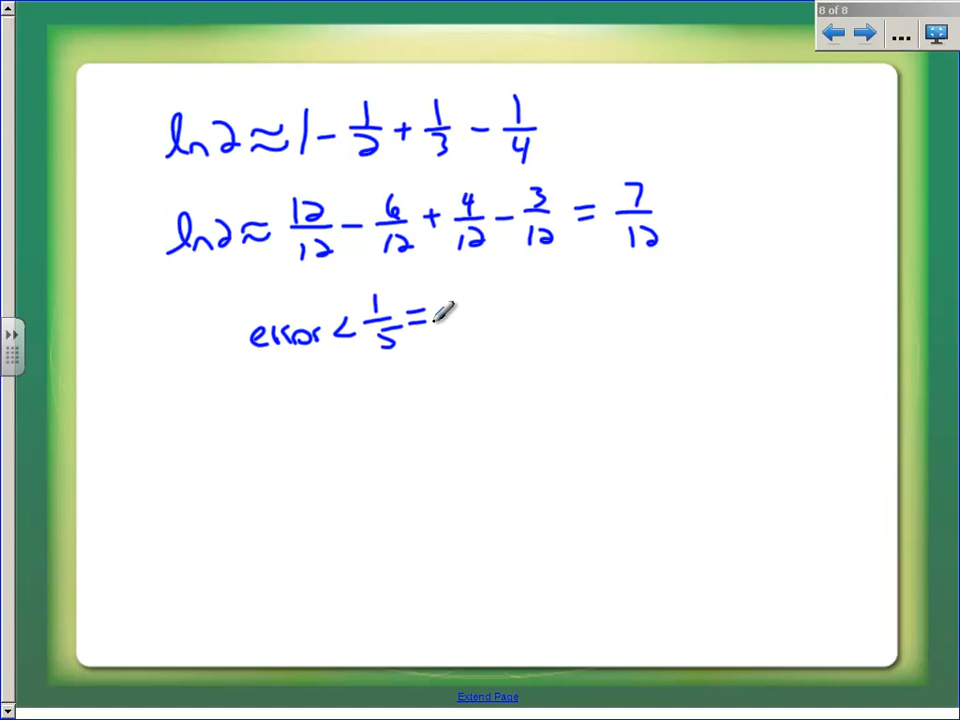 8 of 8
...
ln2 ≈ 1 - 1/2 + 1/3 - 1/4
ln2 ≈ 12/12 - 6/12 + 4/12 - 3/12 = 7/12
error < 1/5 =
Extend Page